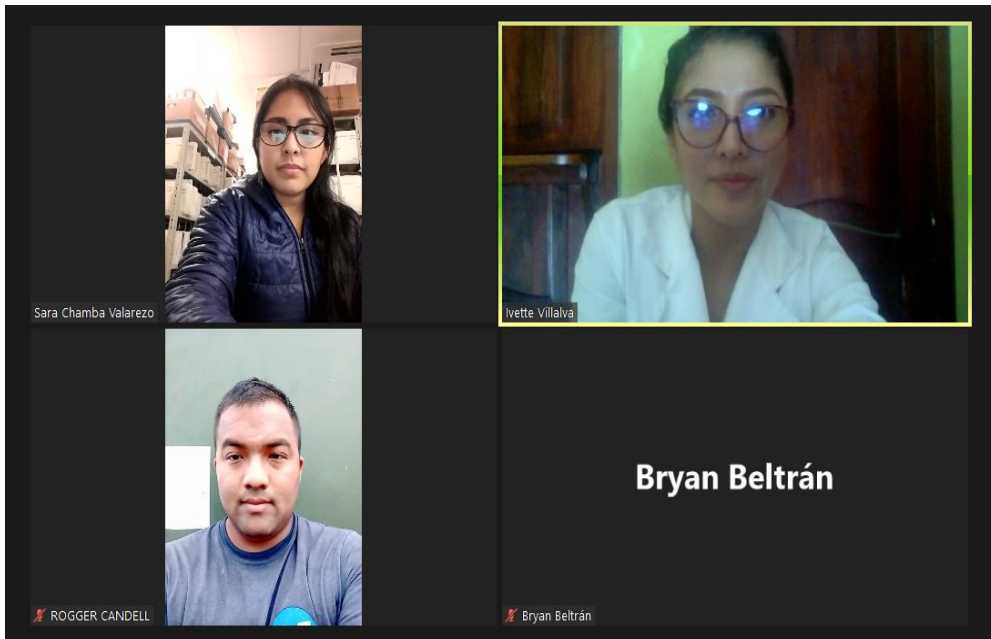 Sara Chamba Valarezo
Ivette Villalva
Bryan Beltrán
ROGGER CANDELL
Bryan Beltrán